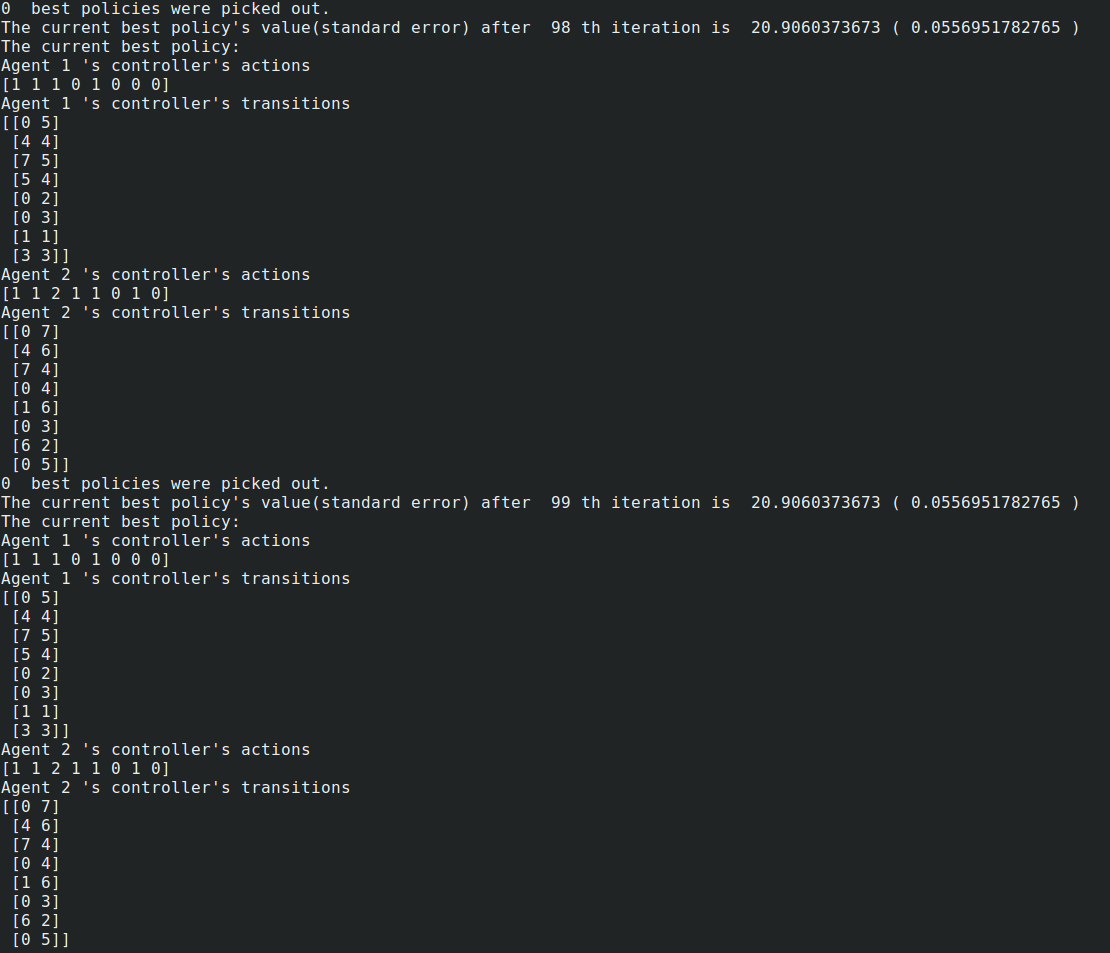 0  best policies were picked out.
The current best policy's value(standard error) after  98 th iteration is  20.9060373673 ( 0.0556951782765 )
The current best policy:
Agent 1 's controller's actions
[1 1 1 0 1 0 0 0]
Agent 1 's controller's transitions
[[0 5]
 [4 4]
 [7 5]
 [5 4]
 [0 2]
 [0 3]
 [1 1]
 [3 3]]
Agent 2 's controller's actions
[1 1 2 1 1 0 1 0]
Agent 2 's controller's transitions
[[0 7]
 [4 6]
 [7 4]
 [0 4]
 [1 6]
 [0 3]
 [6 2]
 [0 5]]
0  best policies were picked out.
The current best policy's value(standard error) after  99 th iteration is  20.9060373673 ( 0.0556951782765 )
The current best policy:
Agent 1 's controller's actions
[1 1 1 0 1 0 0 0]
Agent 1 's controller's transitions
[[0 5]
 [4 4]
 [7 5]
 [5 4]
 [0 2]
 [0 3]
 [1 1]
 [3 3]]
Agent 2 's controller's actions
[1 1 2 1 1 0 1 0]
Agent 2 's controller's transitions
[[0 7]
 [4 6]
 [7 4]
 [0 4]
 [1 6]
 [0 3]
 [6 2]
 [0 5]]